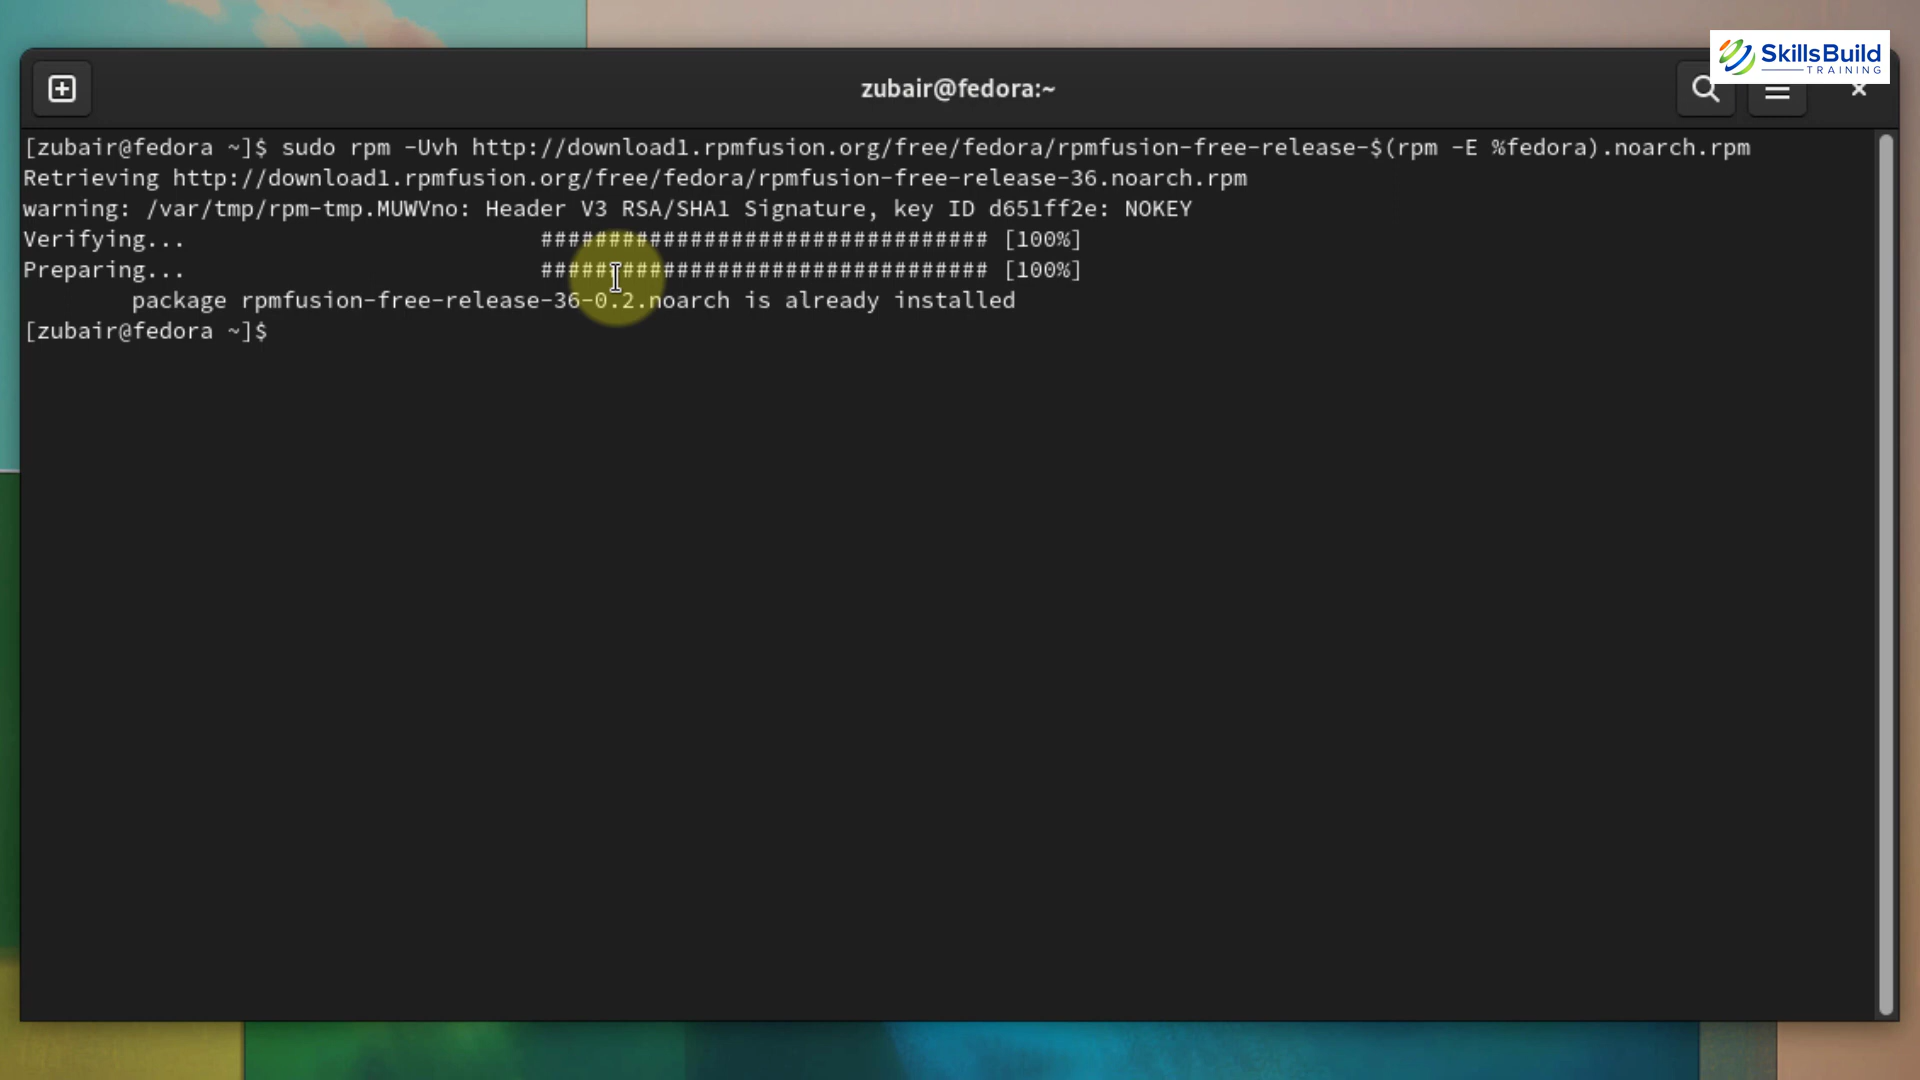 SkillsBuild
TRAINING
zubair@fedora:~
[zubair@fedora ~]$ sudo rpm -Uvh http://download1.rpmfusion.org/free/fedora/rpmfusion-free-release-$(rpm -E %fedora).noarch.rpm
Retrieving http://download1.rpmfusion.org/free/fedora/rpmfusion-free-release-36.noarch.rpm
warning: /var/tmp/rpm-tmp.MUWVno: Header V3 RSA/SHA1 Signature, key ID d651ff2e: NOKEY
Verifying... ################################# [100%]
Preparing... ################################# [100%]
package rpmfusion-free-release-36-0.2.noarch is already installed
[zubair@fedora ~]$